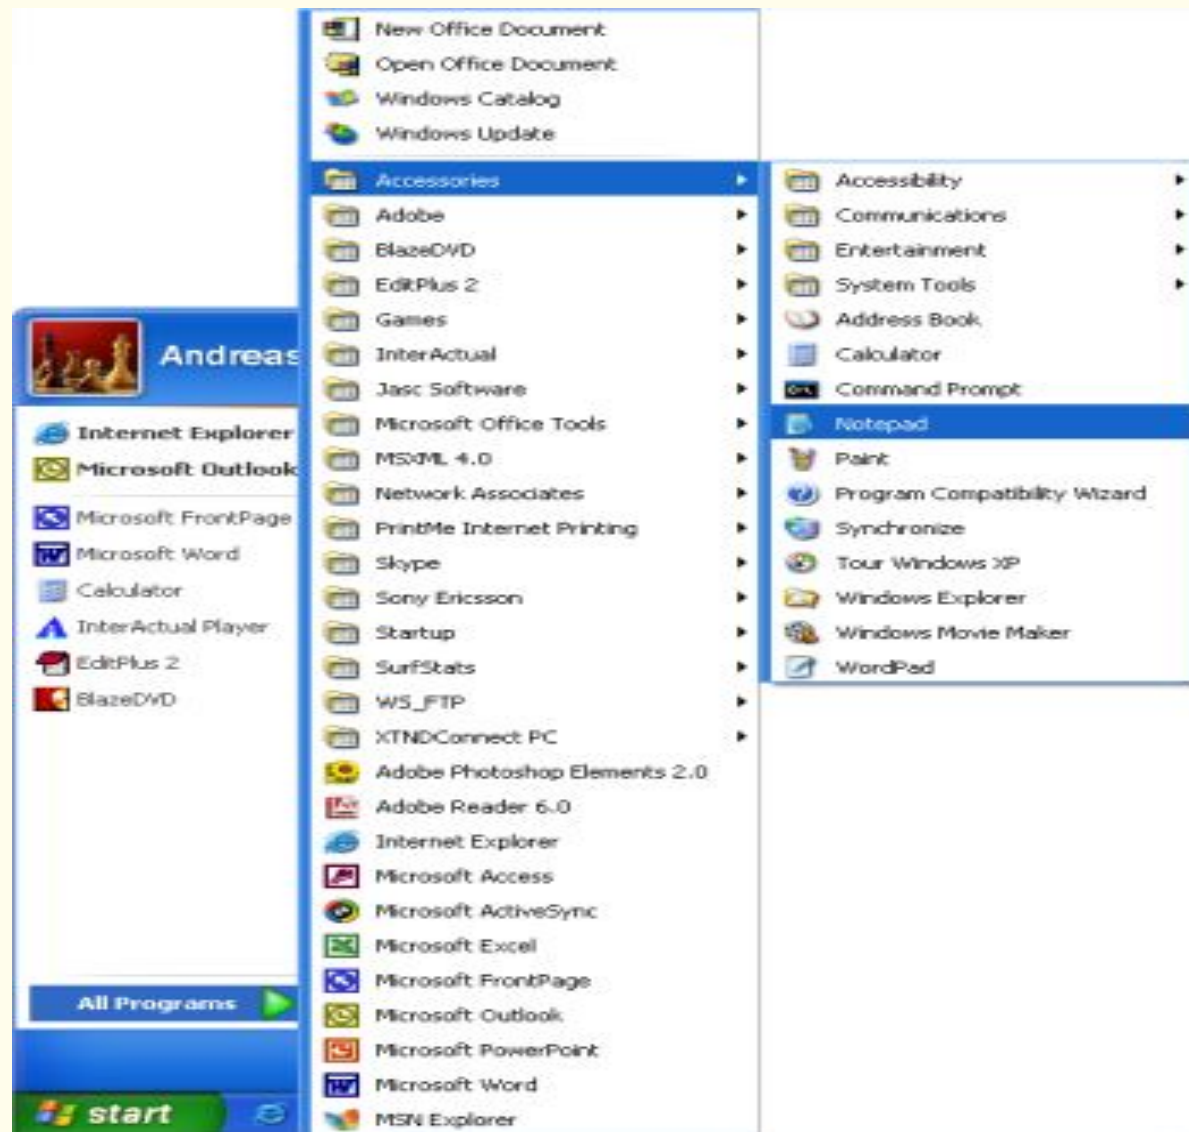 New Office Document
Open Office Document
Windows Catalog
Windows Update
Accessories
Adobe
BlazeDVD
EditPlus 2
Games
InterActual
Jasc Software
Microsoft Office Tools
MSXML 4.0
Network Associates
PrintMe Internet Printing
Skype
Sony Ericsson
Startup
SurfStats
WS_FTP
XTNDConnect PC
Adobe Photoshop Elements 2.0
Adobe Reader 6.0
Internet Explorer
Microsoft Access
Microsoft ActiveSync
Microsoft Excel
Microsoft FrontPage
Microsoft Outlook
Microsoft PowerPoint
Microsoft Word
MSN Explorer
Accessibility
Communications
Entertainment
System Tools
Address Book
Calculator
Command Prompt
Notepad
Paint
Program Compatibility Wizard
Synchronize
Tour Windows XP
Windows Explorer
Windows Movie Maker
WordPad
Andreas
Internet Explorer
Microsoft Outlook
Microsoft FrontPage
Microsoft Word
Calculator
InterActual Player
EditPlus 2
BlazeDVD
All Programs
start